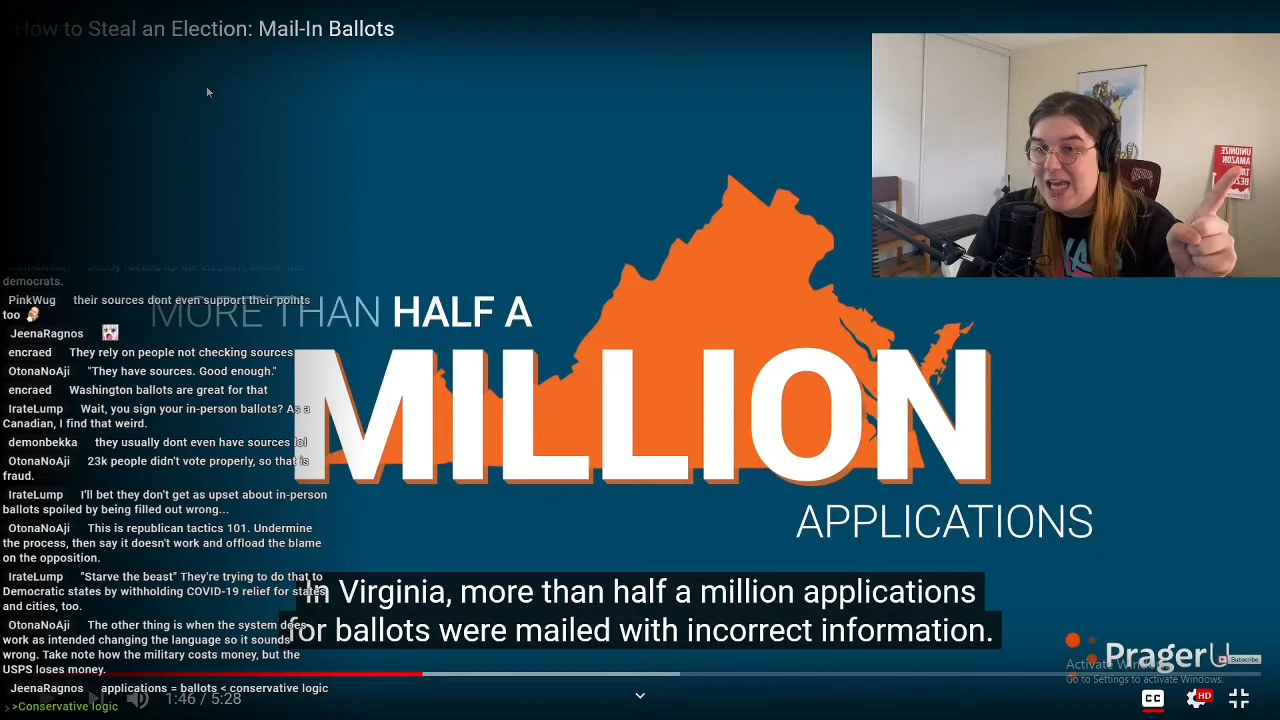 How to Steal an Election: Mail-In Ballots
UNIONIZE
AMAZON
democrats.
PinkWug their sources dont even support their points
too
JeenaRagnos
encraed They rely on people not checking sources
OtonaNoAji "They have sources. Good enough."
encraed Washington ballots are great for that
IrateLump Wait, you sign your in-person ballots? As a
Canadian, I find that weird.
demonbekka they usually dont even have sources lol
OtonaNoAji 23k people didn't vote properly, so that is
fraud.
IrateLump I'll bet they don't get as upset about in-person
ballots spoiled by being filled out wrong...
OtonaNoAji This is republican tactics 101. Undermine
the process, then say it doesn't work and offload the blame
on the opposition.
IrateLump "Starve the beast" They're trying to do that to
Democratic states by withholding COVID-19 relief for states
and cities, too.
OtonaNoAji The other thing is when the system does
work as intended changing the language so it sounds
wrong. Take note how the military costs money, but the
USPS loses money.
JeenaRagnos applications = ballots < conservative logic
>Conservative logic
MORE THAN HALF A
MILLION
APPLICATIONS
In Virginia, more than half a million applications
for ballots were mailed with incorrect information.
PragerU
Subscribe
Activate Windows
Go to Settings to activate Windows.
1:46 / 5:28
CC
HD